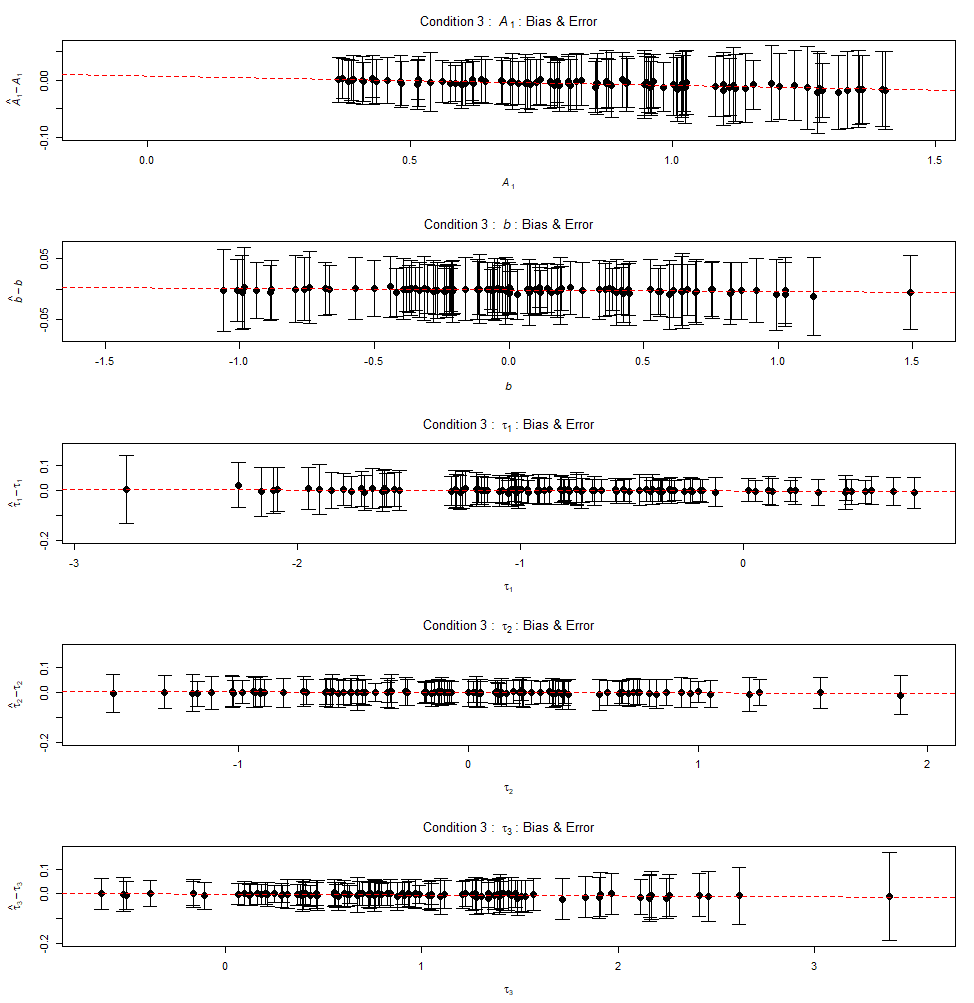 Condition 3 : A₁ : Bias & Error
Â₁ − A₁
0.00
-0.10
0.0 0.5 1.0 1.5
A₁
Condition 3 : b : Bias & Error
b̂ − b
0.05
-0.05
-1.5 -1.0 -0.5 0.0 0.5 1.0 1.5
b
Condition 3 : τ₁ : Bias & Error
τ̂₁ − τ₁
0.1
0.0
-0.2
-3 -2 -1 0
τ₁
Condition 3 : τ₂ : Bias & Error
τ̂₂ − τ₂
0.1
0.0
-0.2
-1 0 1 2
τ₂
Condition 3 : τ₃ : Bias & Error
τ̂₃ − τ₃
0.1
0.0
-0.2
0 1 2 3
τ₃